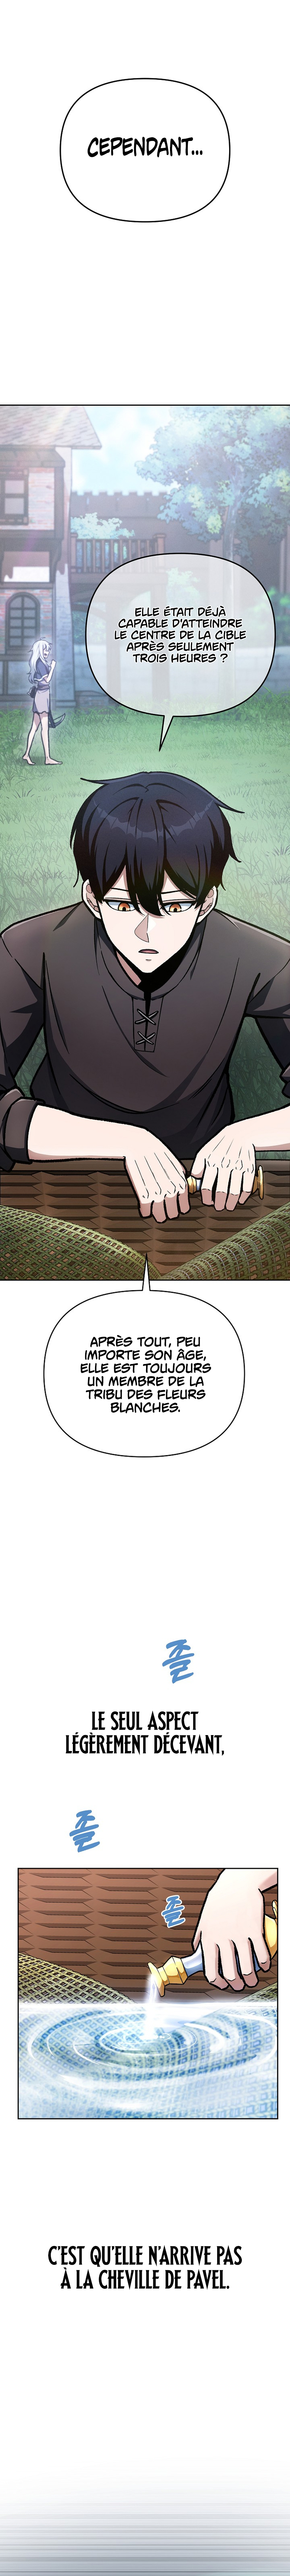 CEPENDANT...
ELLE ÉTAIT DÉJÀ
CAPABLE D'ATTEINDRE
LE CENTRE DE LA CIBLE
APRÈS SEULEMENT
TROIS HEURES ?
APRÈS TOUT, PEU
IMPORTE SON ÂGE,
ELLE EST TOUJOURS
UN MEMBRE DE LA
TRIBU DES FLEURS
BLANCHES.
쫄
LE SEUL ASPECT
LÉGÈREMENT DÉCEVANT,
쫄
쫄
C'EST QU'ELLE N'ARRIVE PAS
À LA CHEVILLE DE PAVEL.